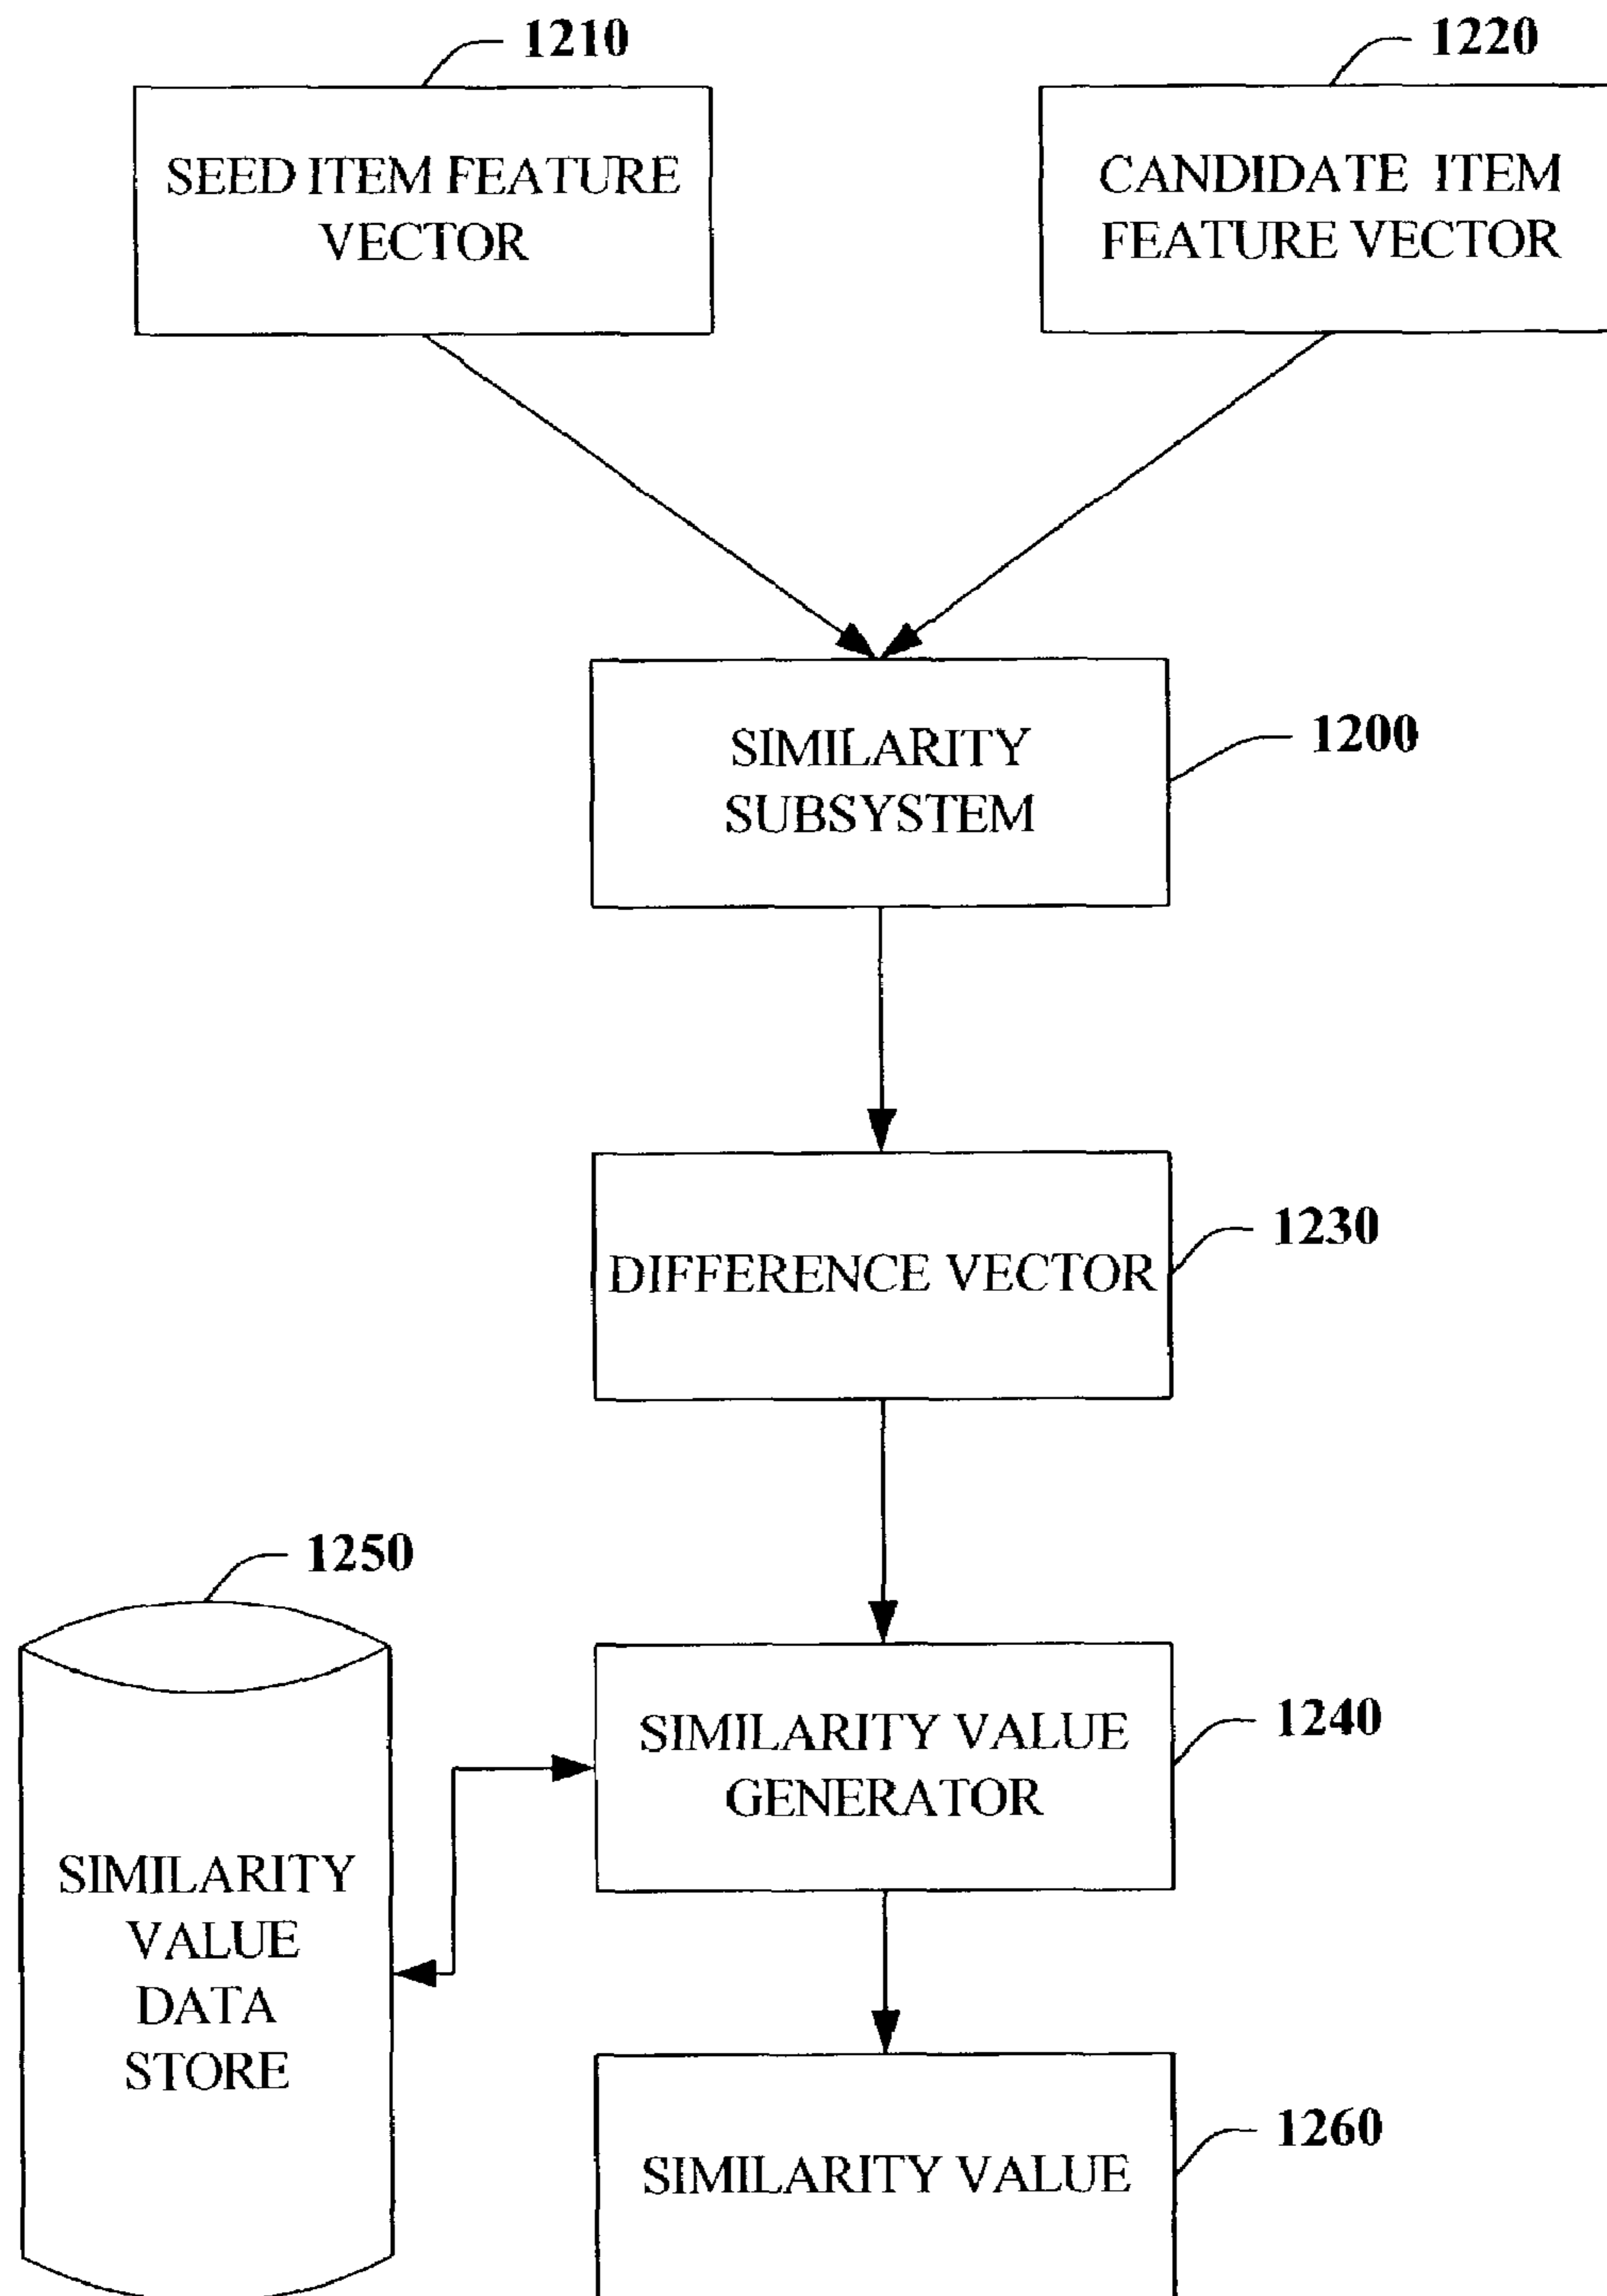 1210
1220
SEED ITEM FEATURE
VECTOR
CANDIDATE ITEM
FEATURE VECTOR
SIMILARITY
SUBSYSTEM
1200
DIFFERENCE VECTOR
1230
1250
SIMILARITY VALUE
GENERATOR
1240
SIMILARITY
VALUE
DATA
STORE
SIMILARITY VALUE
1260